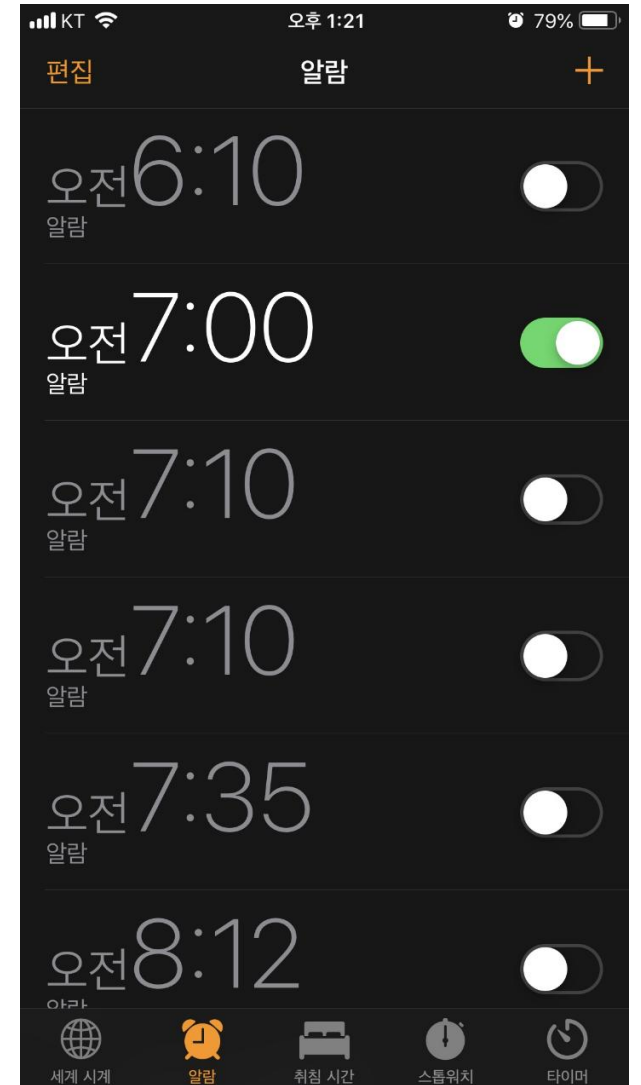 KT 오후 1:21 79%
편집 알람 +
오전 6:10
알람
오전 7:00
알람
오전 7:10
알람
오전 7:10
알람
오전 7:35
알람
오전 8:12
알람
세계 시계 알람 취침 시간 스톱워치 타이머